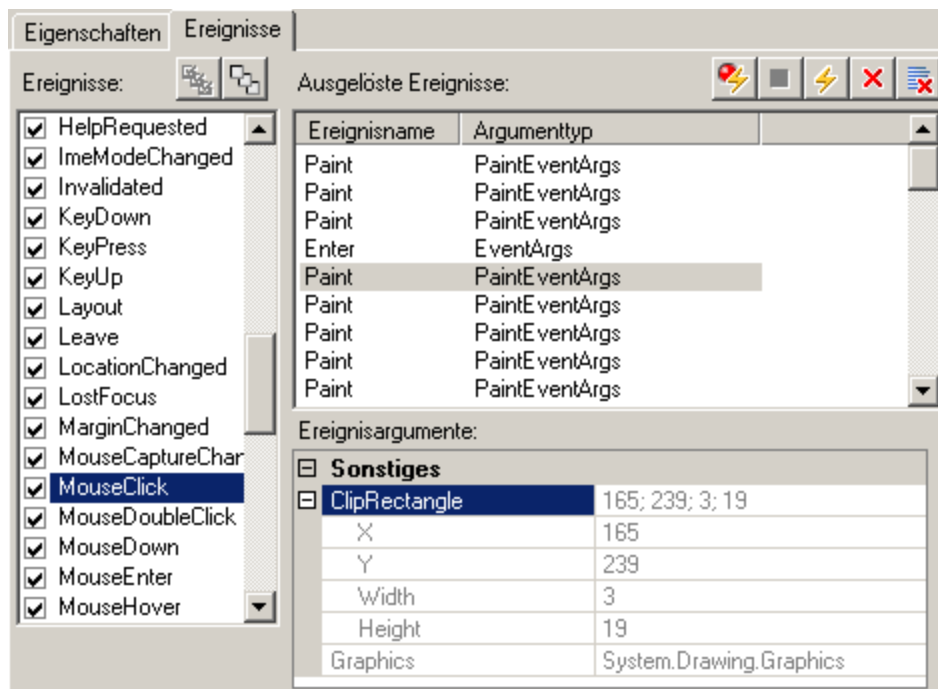 Eigenschaften Ereignisse
Ereignisse:
HelpRequested
ImeModeChanged
Invalidated
KeyDown
KeyPress
KeyUp
Layout
Leave
LocationChanged
LostFocus
MarginChanged
MouseCaptureChar
MouseClick
MouseDoubleClick
MouseDown
MouseEnter
MouseHover
Ausgelöste Ereignisse:
Ereignisname Argumenttyp
Paint PaintEventArgs
Paint PaintEventArgs
Paint PaintEventArgs
Enter EventArgs
Paint PaintEventArgs
Paint PaintEventArgs
Paint PaintEventArgs
Paint PaintEventArgs
Paint PaintEventArgs
Ereignisargumente:
Sonstiges
ClipRectangle 165; 239; 3; 19
X 165
Y 239
Width 3
Height 19
Graphics System.Drawing.Graphics